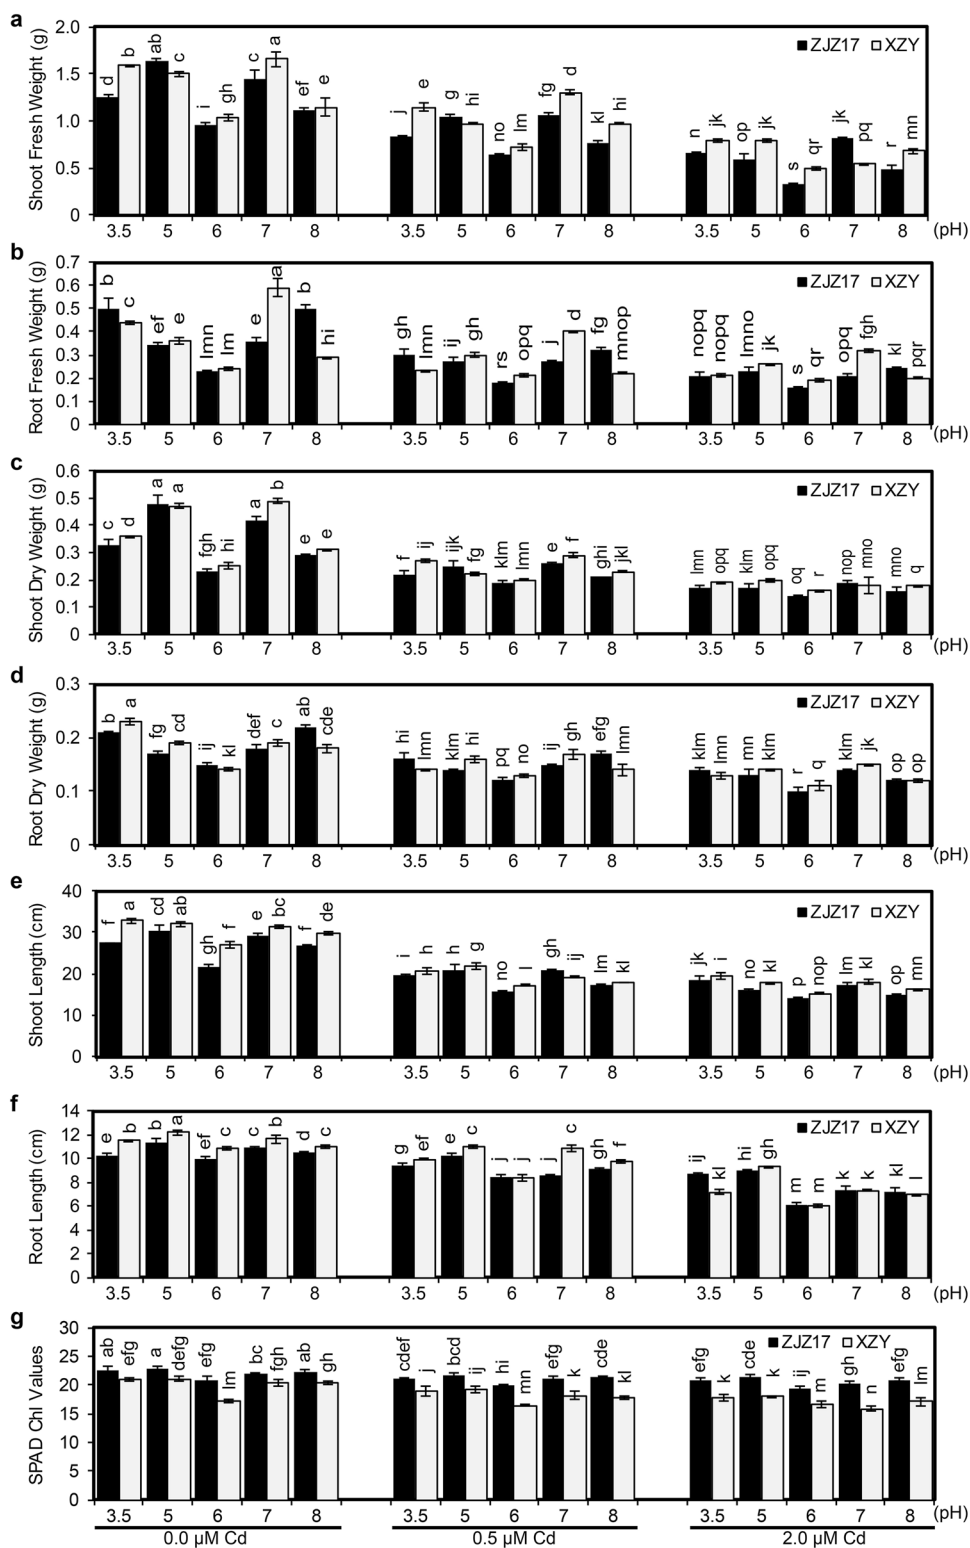 a
Shoot Fresh Weight (g)
2.0
1.5
1.0
0.5
0
ZJZ17 XZY
d b ab c i gh c a ef e j e g hi no lm fg d kl hi n jk op jk s qr jk pq r mn
3.5 5 6 7 8 3.5 5 6 7 8 3.5 5 6 7 8 (pH)
b
Root Fresh Weight (g)
0.7
0.6
0.5
0.4
0.3
0.2
0.1
0
ZJZ17 XZY
b c ef e lmn lm e a b hi gh lmn ij gh rs opq j d fg mnop nopq nopq lmno jk s qr opq fgh kl pqr
3.5 5 6 7 8 3.5 5 6 7 8 3.5 5 6 7 8 (pH)
c
Shoot Dry Weight (g)
0.6
0.5
0.4
0.3
0.2
0.1
0
ZJZ17 XZY
c d a a fgh hi a b e e f ij ijk fg klm lmn e f ghi jkl lmn opq klm opq oq r nop mno mno q
3.5 5 6 7 8 3.5 5 6 7 8 3.5 5 6 7 8 (pH)
d
Root Dry Weight (g)
0.3
0.2
0.1
0
ZJZ17 XZY
b a fg cd ij kl def c ab cde hi lmn klm hi pq no ij gh efg lmn klm lmn mn klm r q klm jk op op
3.5 5 6 7 8 3.5 5 6 7 8 3.5 5 6 7 8 (pH)
e
Shoot Length (cm)
40
30
20
10
0
ZJZ17 XZY
f a cd ab gh f e bc f de i h h g no l gh ij lm kl jk i no kl p nop lm kl op mn
3.5 5 6 7 8 3.5 5 6 7 8 3.5 5 6 7 8 (pH)
f
Root Length (cm)
14
12
10
8
6
4
2
0
ZJZ17 XZY
e b b a ef c c b d c g ef e c j j j c gh f ij kl hi gh m m k k kl l
3.5 5 6 7 8 3.5 5 6 7 8 3.5 5 6 7 8 (pH)
g
SPAD Chl Values
30
25
20
15
10
5
0
ZJZ17 XZY
ab efg a defg efg lm bc fgh ab gh cdef j bcd ij hi mn efg k cde kl efg k cde k ij m gh n efg lm
3.5 5 6 7 8 3.5 5 6 7 8 3.5 5 6 7 8 (pH)
0.0 µM Cd 0.5 µM Cd 2.0 µM Cd